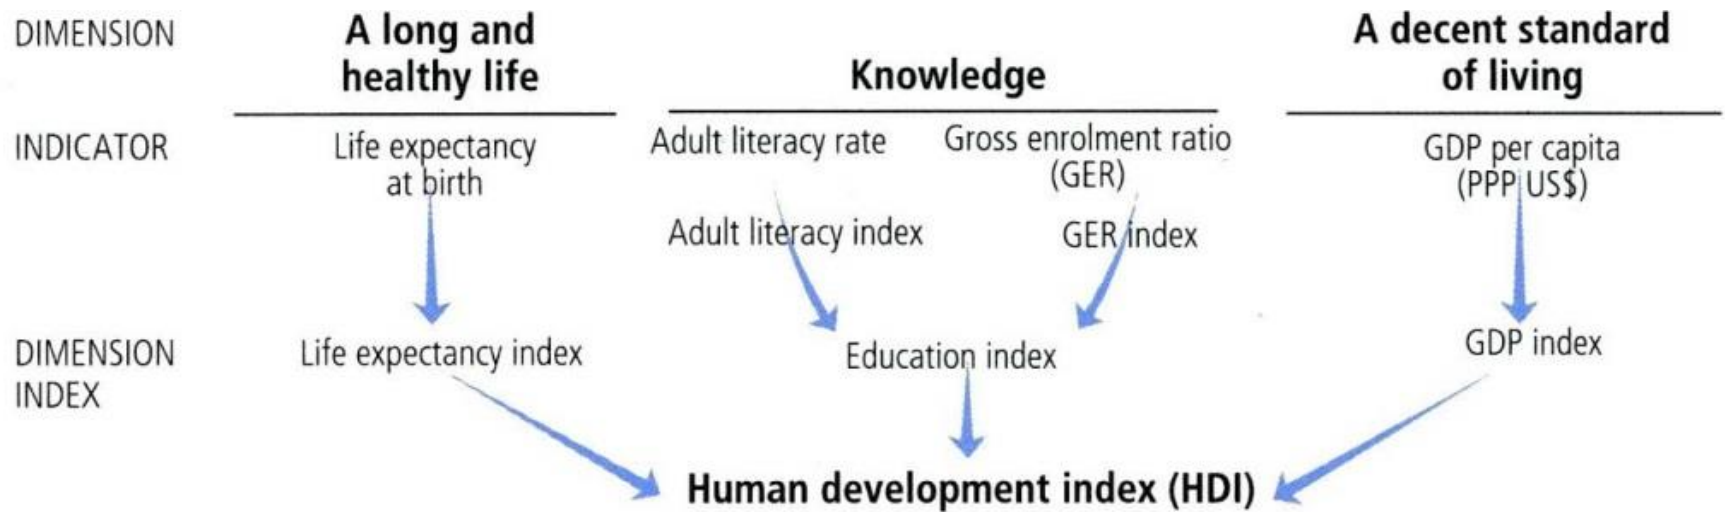 DIMENSION
A long and
healthy life
Knowledge
A decent standard
of living
INDICATOR
Life expectancy
at birth
Adult literacy rate
Gross enrolment ratio
(GER)
GDP per capita
(PPP US$)
Adult literacy index
GER index
DIMENSION
INDEX
Life expectancy index
Education index
GDP index
Human development index (HDI)